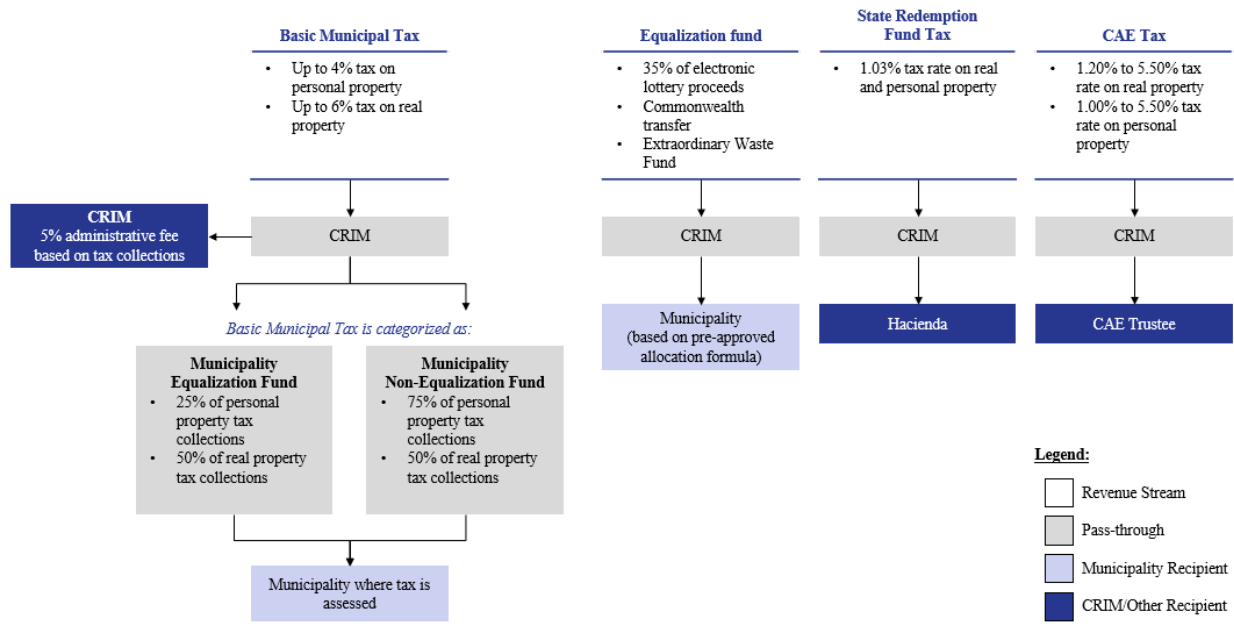 Basic Municipal Tax
• Up to 4% tax on
personal property
• Up to 6% tax on real
property
Equalization fund
• 35% of electronic
lottery proceeds
• Commonwealth
transfer
• Extraordinary Waste
Fund
State Redemption
Fund Tax
• 1.03% tax rate on real
and personal property
CAE Tax
• 1.20% to 5.50% tax
rate on real property
• 1.00% to 5.50% tax
rate on personal
property
CRIM
5% administrative fee
based on tax collections
CRIM
CRIM
CRIM
CRIM
Basic Municipal Tax is categorized as:
Municipality
Equalization Fund
• 25% of personal
property tax
collections
• 50% of real property
tax collections
Municipality
Non-Equalization Fund
• 75% of personal
property tax
collections
• 50% of real property
tax collections
Municipality where tax is
assessed
Municipality
(based on pre-approved
allocation formula)
Hacienda
CAE Trustee
Legend:
Revenue Stream
Pass-through
Municipality Recipient
CRIM/Other Recipient